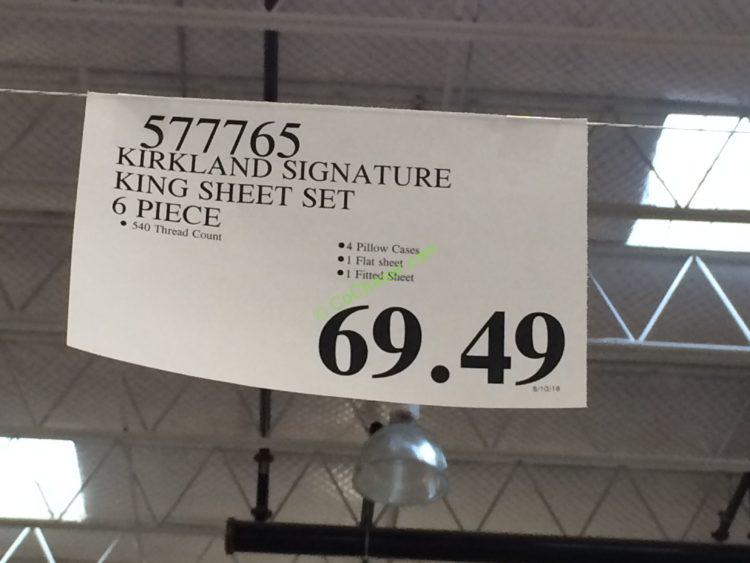 577765
KIRKLAND SIGNATURE
KING SHEET SET
6 PIECE
• 540 Thread Count
•4 Pillow Cases
•1 Flat sheet
•1 Fitted Sheet
69.49